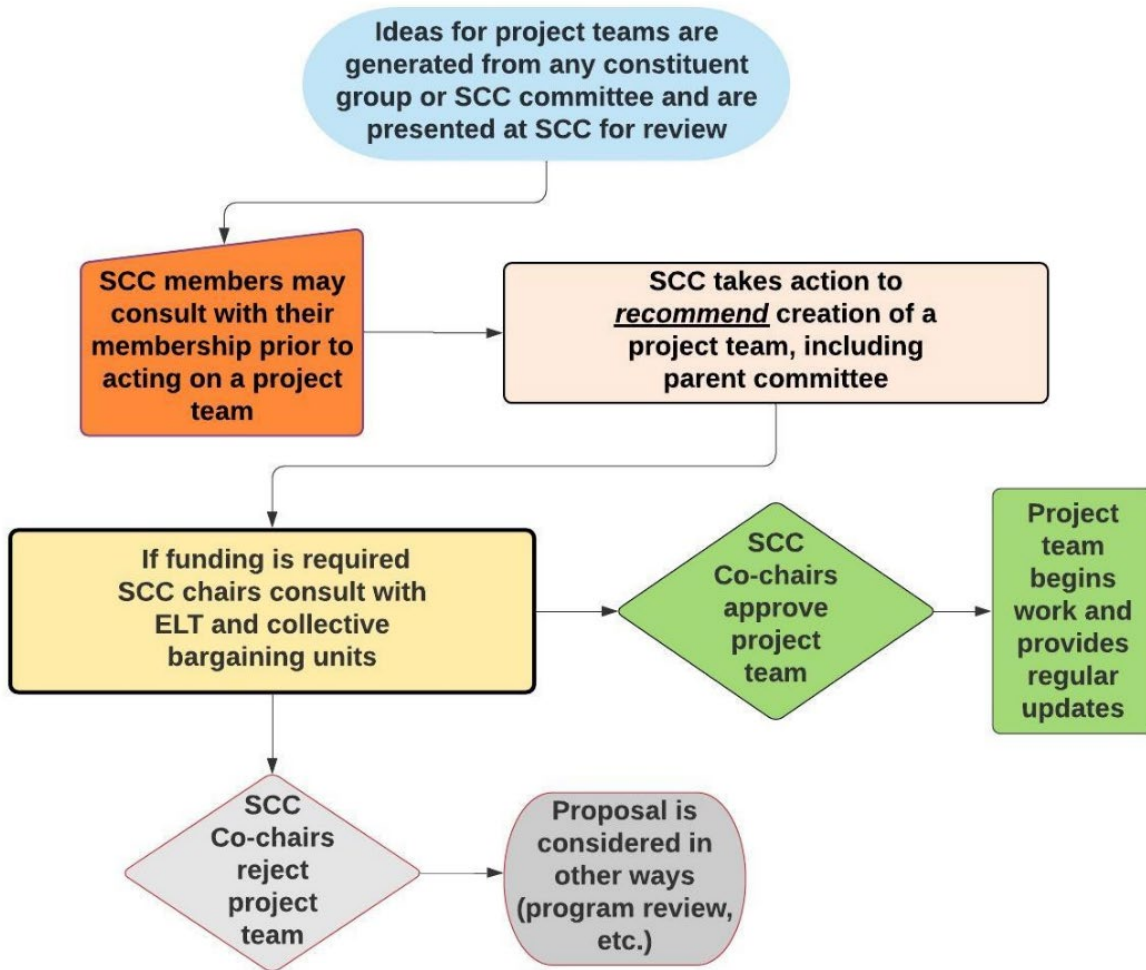 Ideas for project teams are
generated from any constituent
group or SCC committee and are
presented at SCC for review
SCC members may
consult with their
membership prior to
acting on a project
team
SCC takes action to
recommend creation of a
project team, including
parent committee
If funding is required
SCC chairs consult with
ELT and collective
bargaining units
SCC
Co-chairs
approve
project
team
Project
team
begins
work and
provides
regular
updates
SCC
Co-chairs
reject
project
team
Proposal is
considered in
other ways
(program review,
etc.)